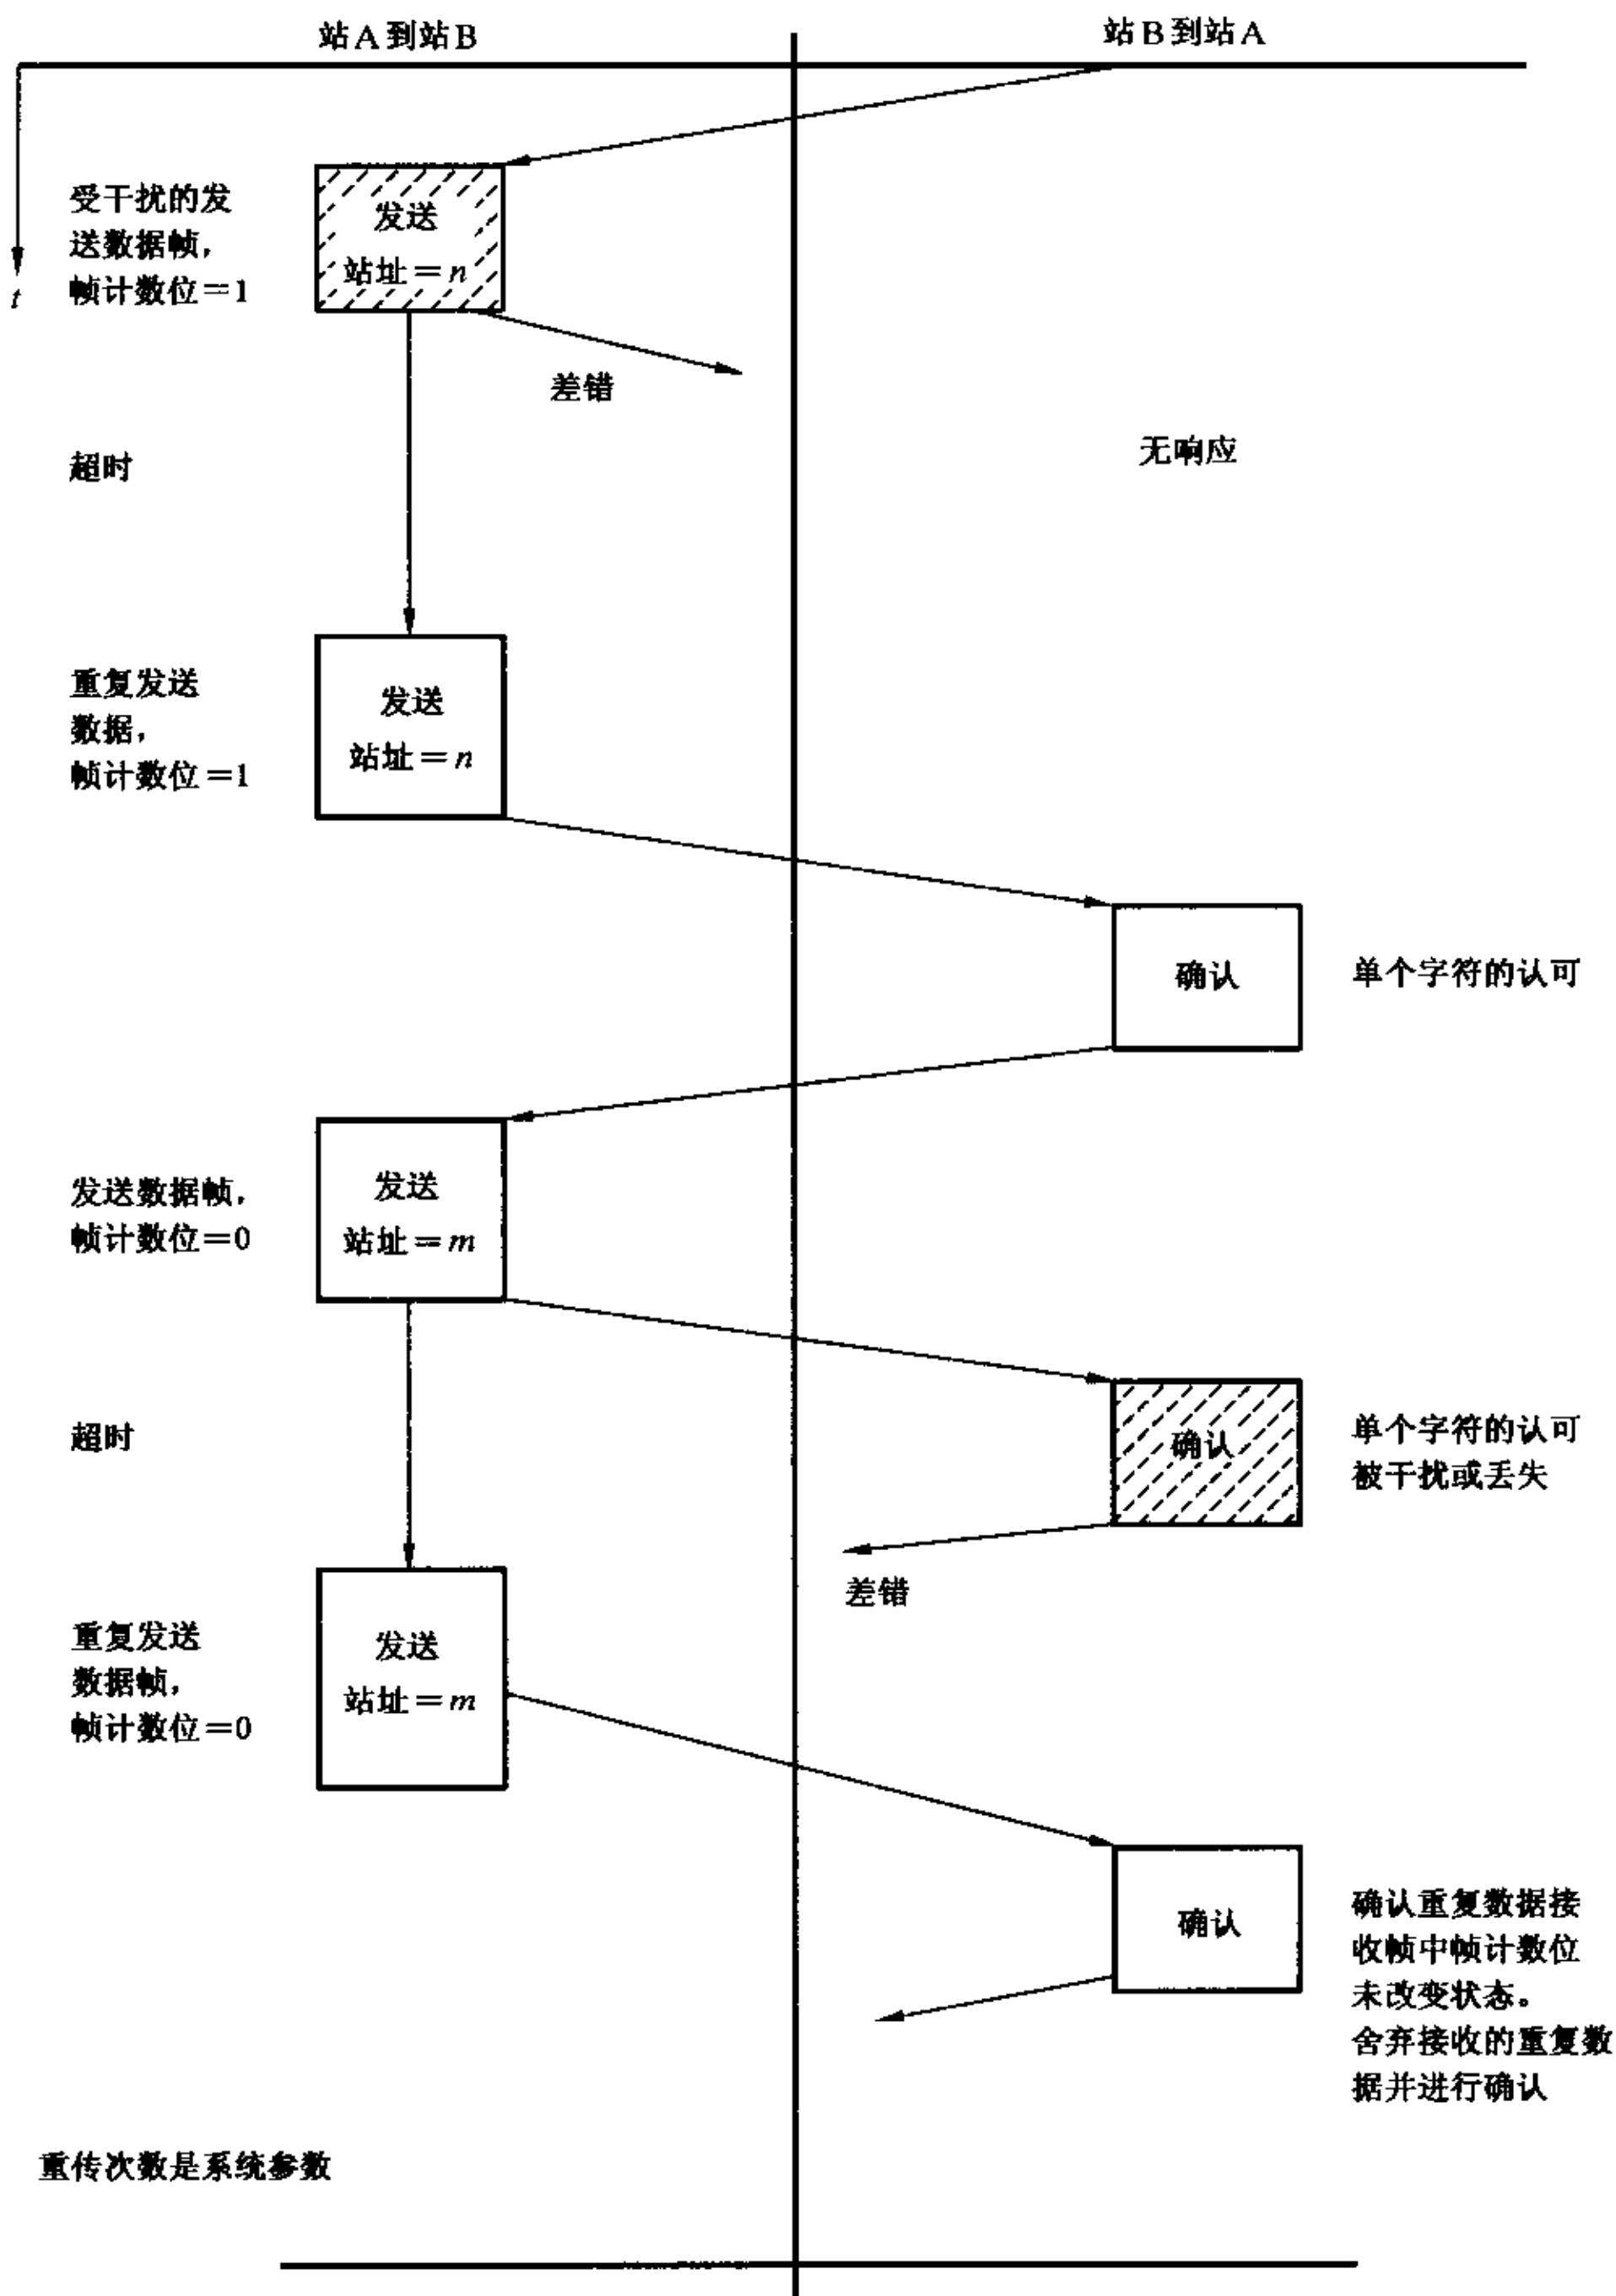 站A到站B
站B到站A
t
受干扰的发
送数据帧，
帧计数位＝1
发送
站址＝n
差错
超时
无响应
重复发送
数据，
帧计数位＝1
发送
站址＝n
确认
单个字符的认可
发送数据帧，
帧计数位＝0
发送
站址＝m
超时
确认
单个字符的认可
被干扰或丢失
差错
重复发送
数据帧，
帧计数位＝0
发送
站址＝m
确认
确认重复数据接
收帧中帧计数位
未改变状态。
舍弃接收的重复数
据并进行确认
重传次数是系统参数